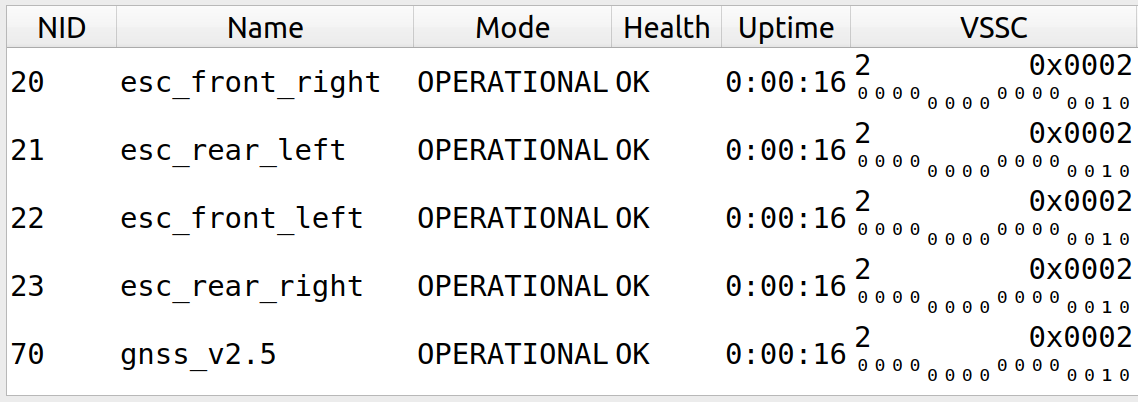 NID Name Mode Health Uptime VSSC
20 esc_front_right OPERATIONAL OK 0:00:16 2 0x0002
0000 0000 0000 0010
21 esc_rear_left OPERATIONAL OK 0:00:16 2 0x0002
0000 0000 0000 0010
22 esc_front_left OPERATIONAL OK 0:00:16 2 0x0002
0000 0000 0000 0010
23 esc_rear_right OPERATIONAL OK 0:00:16 2 0x0002
0000 0000 0000 0010
70 gnss_v2.5 OPERATIONAL OK 0:00:16 2 0x0002
0000 0000 0000 0010